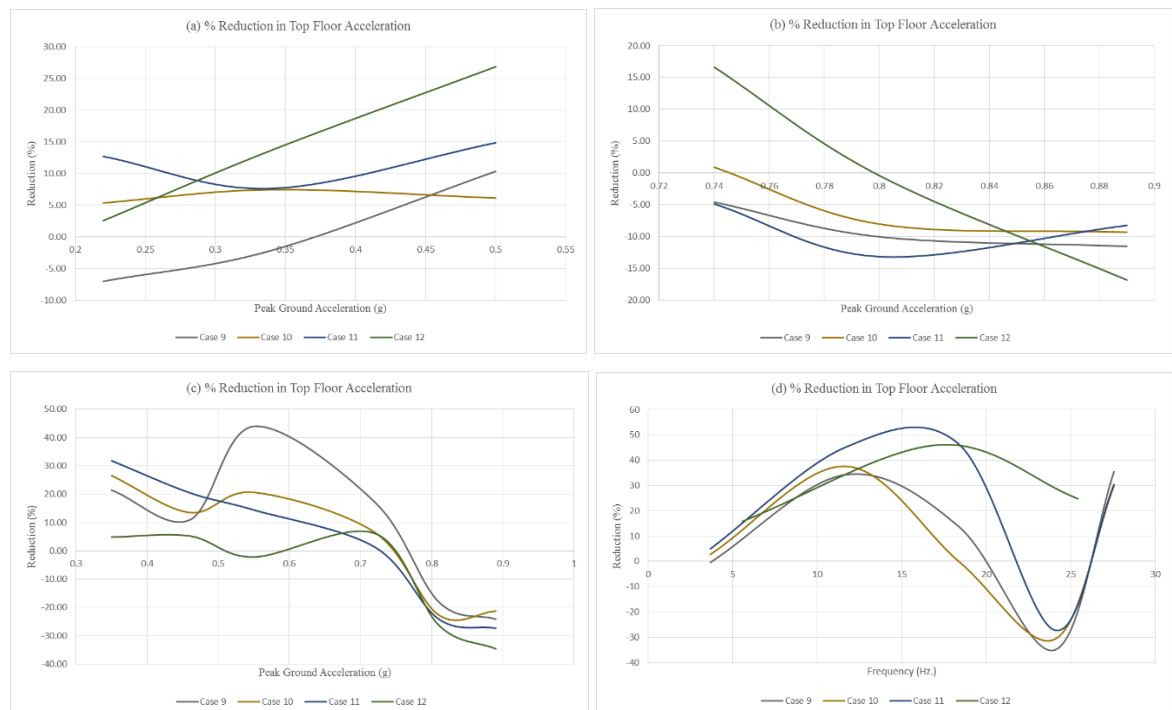 (a) % Reduction in Top Floor Acceleration
30.00
25.00
20.00
15.00
10.00
5.00
0.00
-5.00
-10.00
0.2 0.25 0.3 0.35 0.4 0.45 0.5 0.55
Reduction (%)
Peak Ground Acceleration (g)
Case 9 Case 10 Case 11 Case 12
(b) % Reduction in Top Floor Acceleration
20.00
15.00
10.00
5.00
0.00
-5.00
-10.00
-15.00
-20.00
0.72 0.74 0.76 0.78 0.8 0.82 0.84 0.86 0.88 0.9
Reduction (%)
Peak Ground Acceleration (g)
Case 9 Case 10 Case 11 Case 12
(c) % Reduction in Top Floor Acceleration
50.00
40.00
30.00
20.00
10.00
0.00
-10.00
-20.00
-30.00
-40.00
0.3 0.4 0.5 0.6 0.7 0.8 0.9 1
Reduction (%)
Peak Ground Acceleration (g)
Case 9 Case 10 Case 11 Case 12
(d) % Reduction in Top Floor Acceleration
60
50
40
30
20
10
0
-10
-20
-30
-40
0 5 10 15 20 25 30
Reduction (%)
Frequency (Hz.)
Case 9 Case 10 Case 11 Case 12